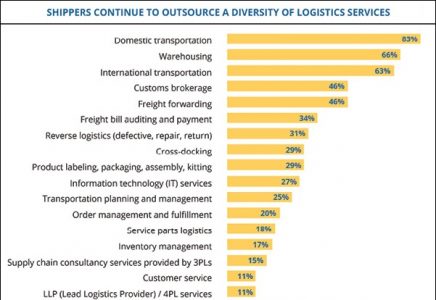 SHIPPERS CONTINUE TO OUTSOURCE A DIVERSITY OF LOGISTICS SERVICES
Domestic transportation 83%
Warehousing 66%
International transportation 63%
Customs brokerage 46%
Freight forwarding 46%
Freight bill auditing and payment 34%
Reverse logistics (defective, repair, return) 31%
Cross-docking 29%
Product labeling, packaging, assembly, kitting 29%
Information technology (IT) services 27%
Transportation planning and management 25%
Order management and fulfillment 20%
Service parts logistics 18%
Inventory management 17%
Supply chain consultancy services provided by 3PLs 15%
Customer service 11%
LLP (Lead Logistics Provider) / 4PL services 11%